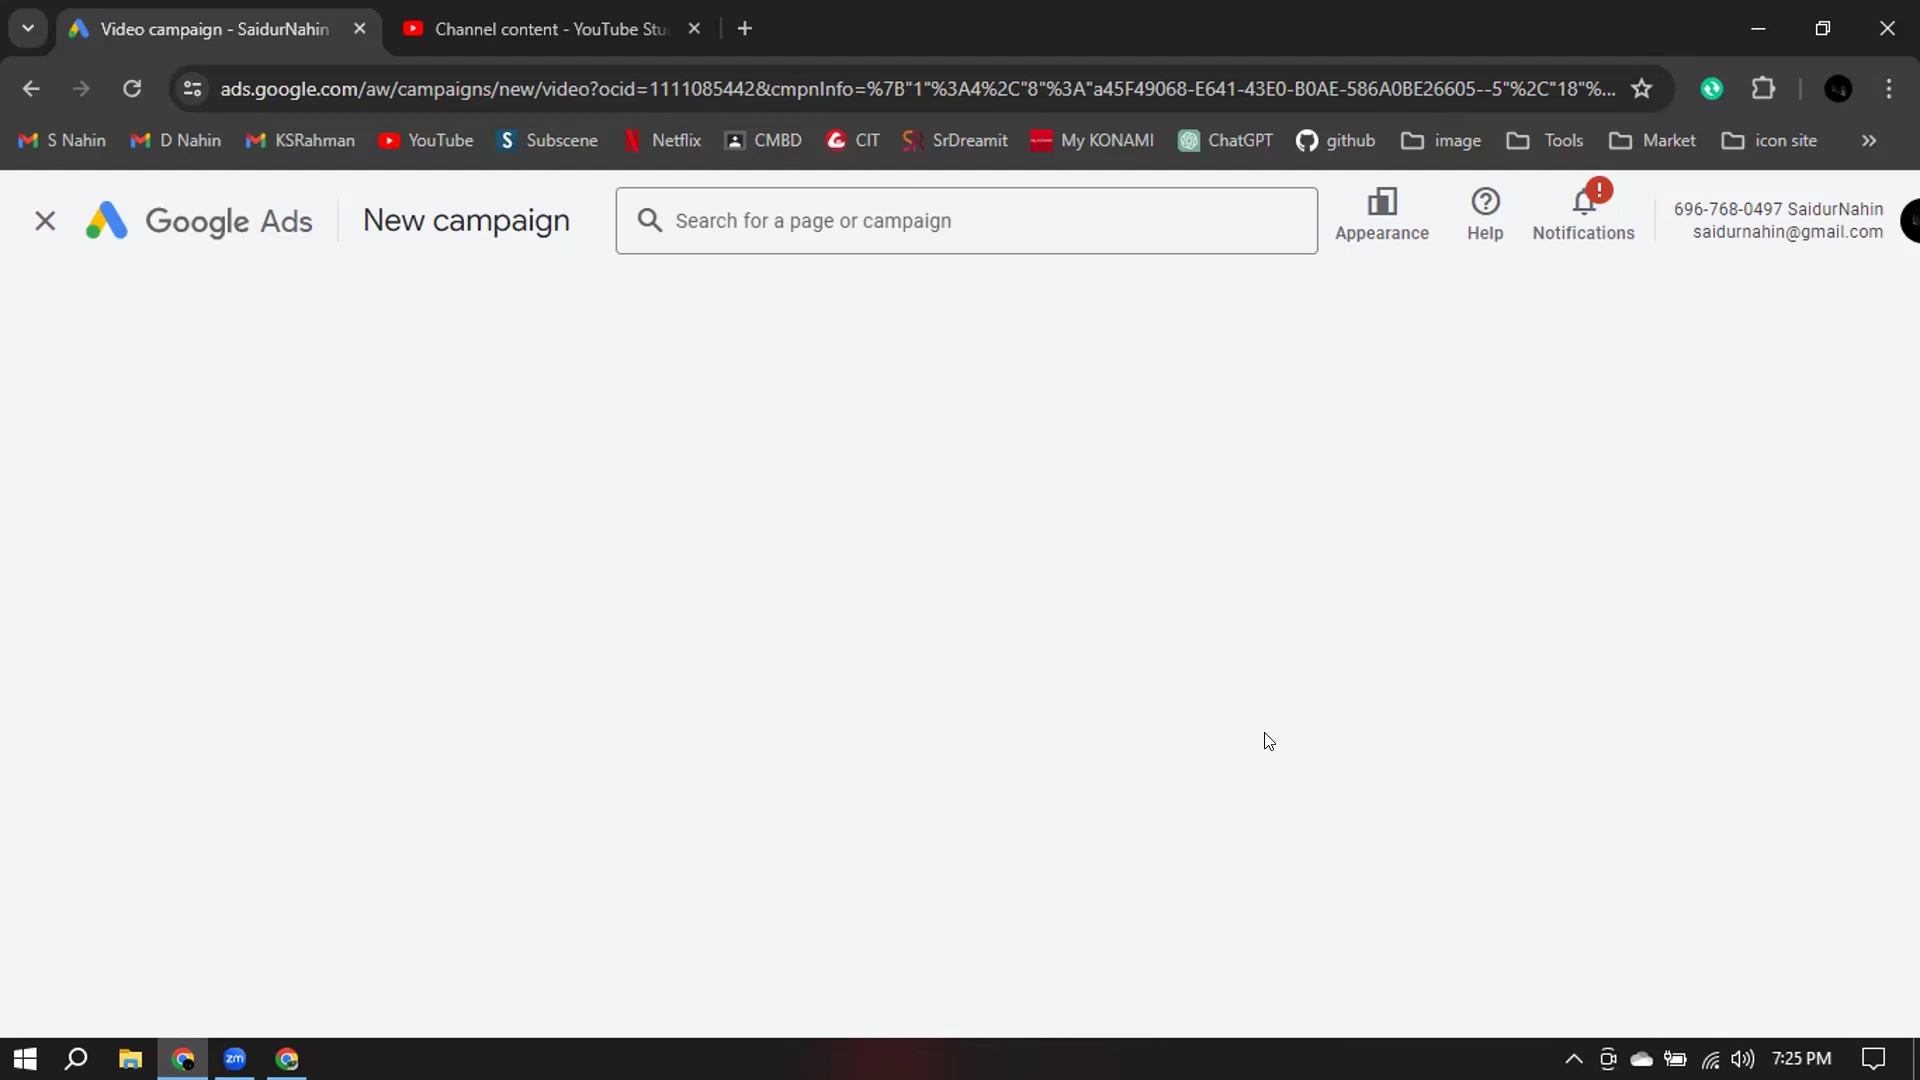 Video campaign - SaidurNahin
Channel content - YouTube Stu
ads.google.com/aw/campaigns/new/video?ocid=1111085442&cmpnInfo=%7B"1"%3A4%2C"8"%3A"a45F49068-E641-43E0-B0AE-586A0BE26605--5"%2C"18"%...
S Nahin D Nahin KSRahman YouTube Subscene Netflix CMBD CIT SrDreamit My KONAMI ChatGPT github image Tools Market icon site
Google Ads New campaign Search for a page or campaign
Appearance Help Notifications
696-768-0497 SaidurNahin
saidurnahin@gmail.com
zm
7:25 PM